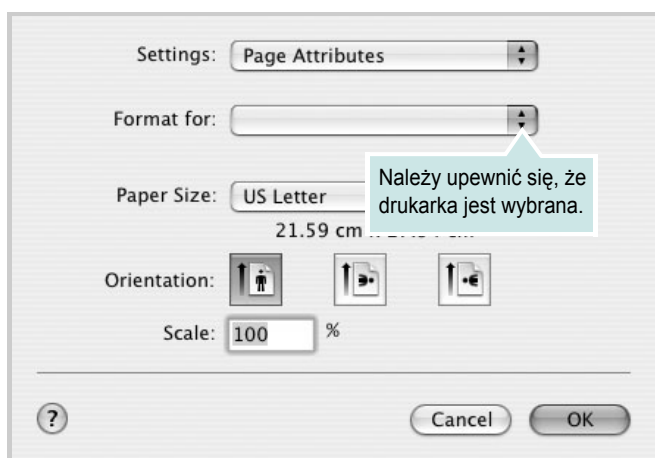 Settings: Page Attributes
Format for:
Należy upewnić się, że
drukarka jest wybrana.
Paper Size: US Letter
21.59 cm
Orientation:
Scale: 100 %
? Cancel OK